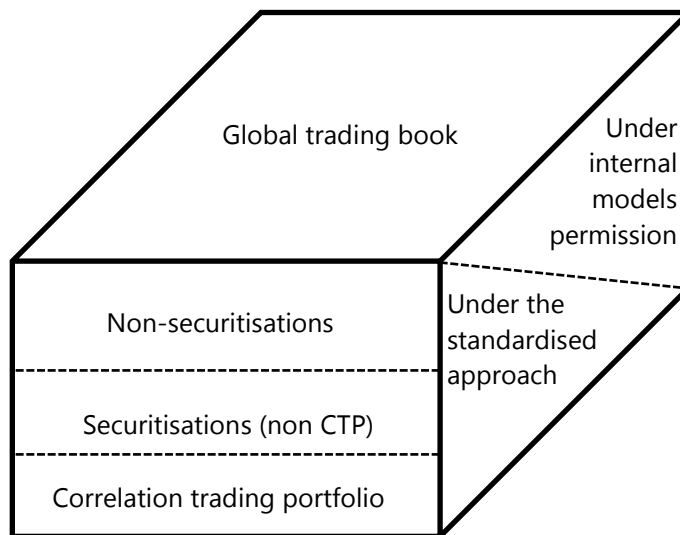 Global trading book
Under
internal
models
permission
Non-securitisations
Under the
standardised
approach
Securitisations (non CTP)
Correlation trading portfolio